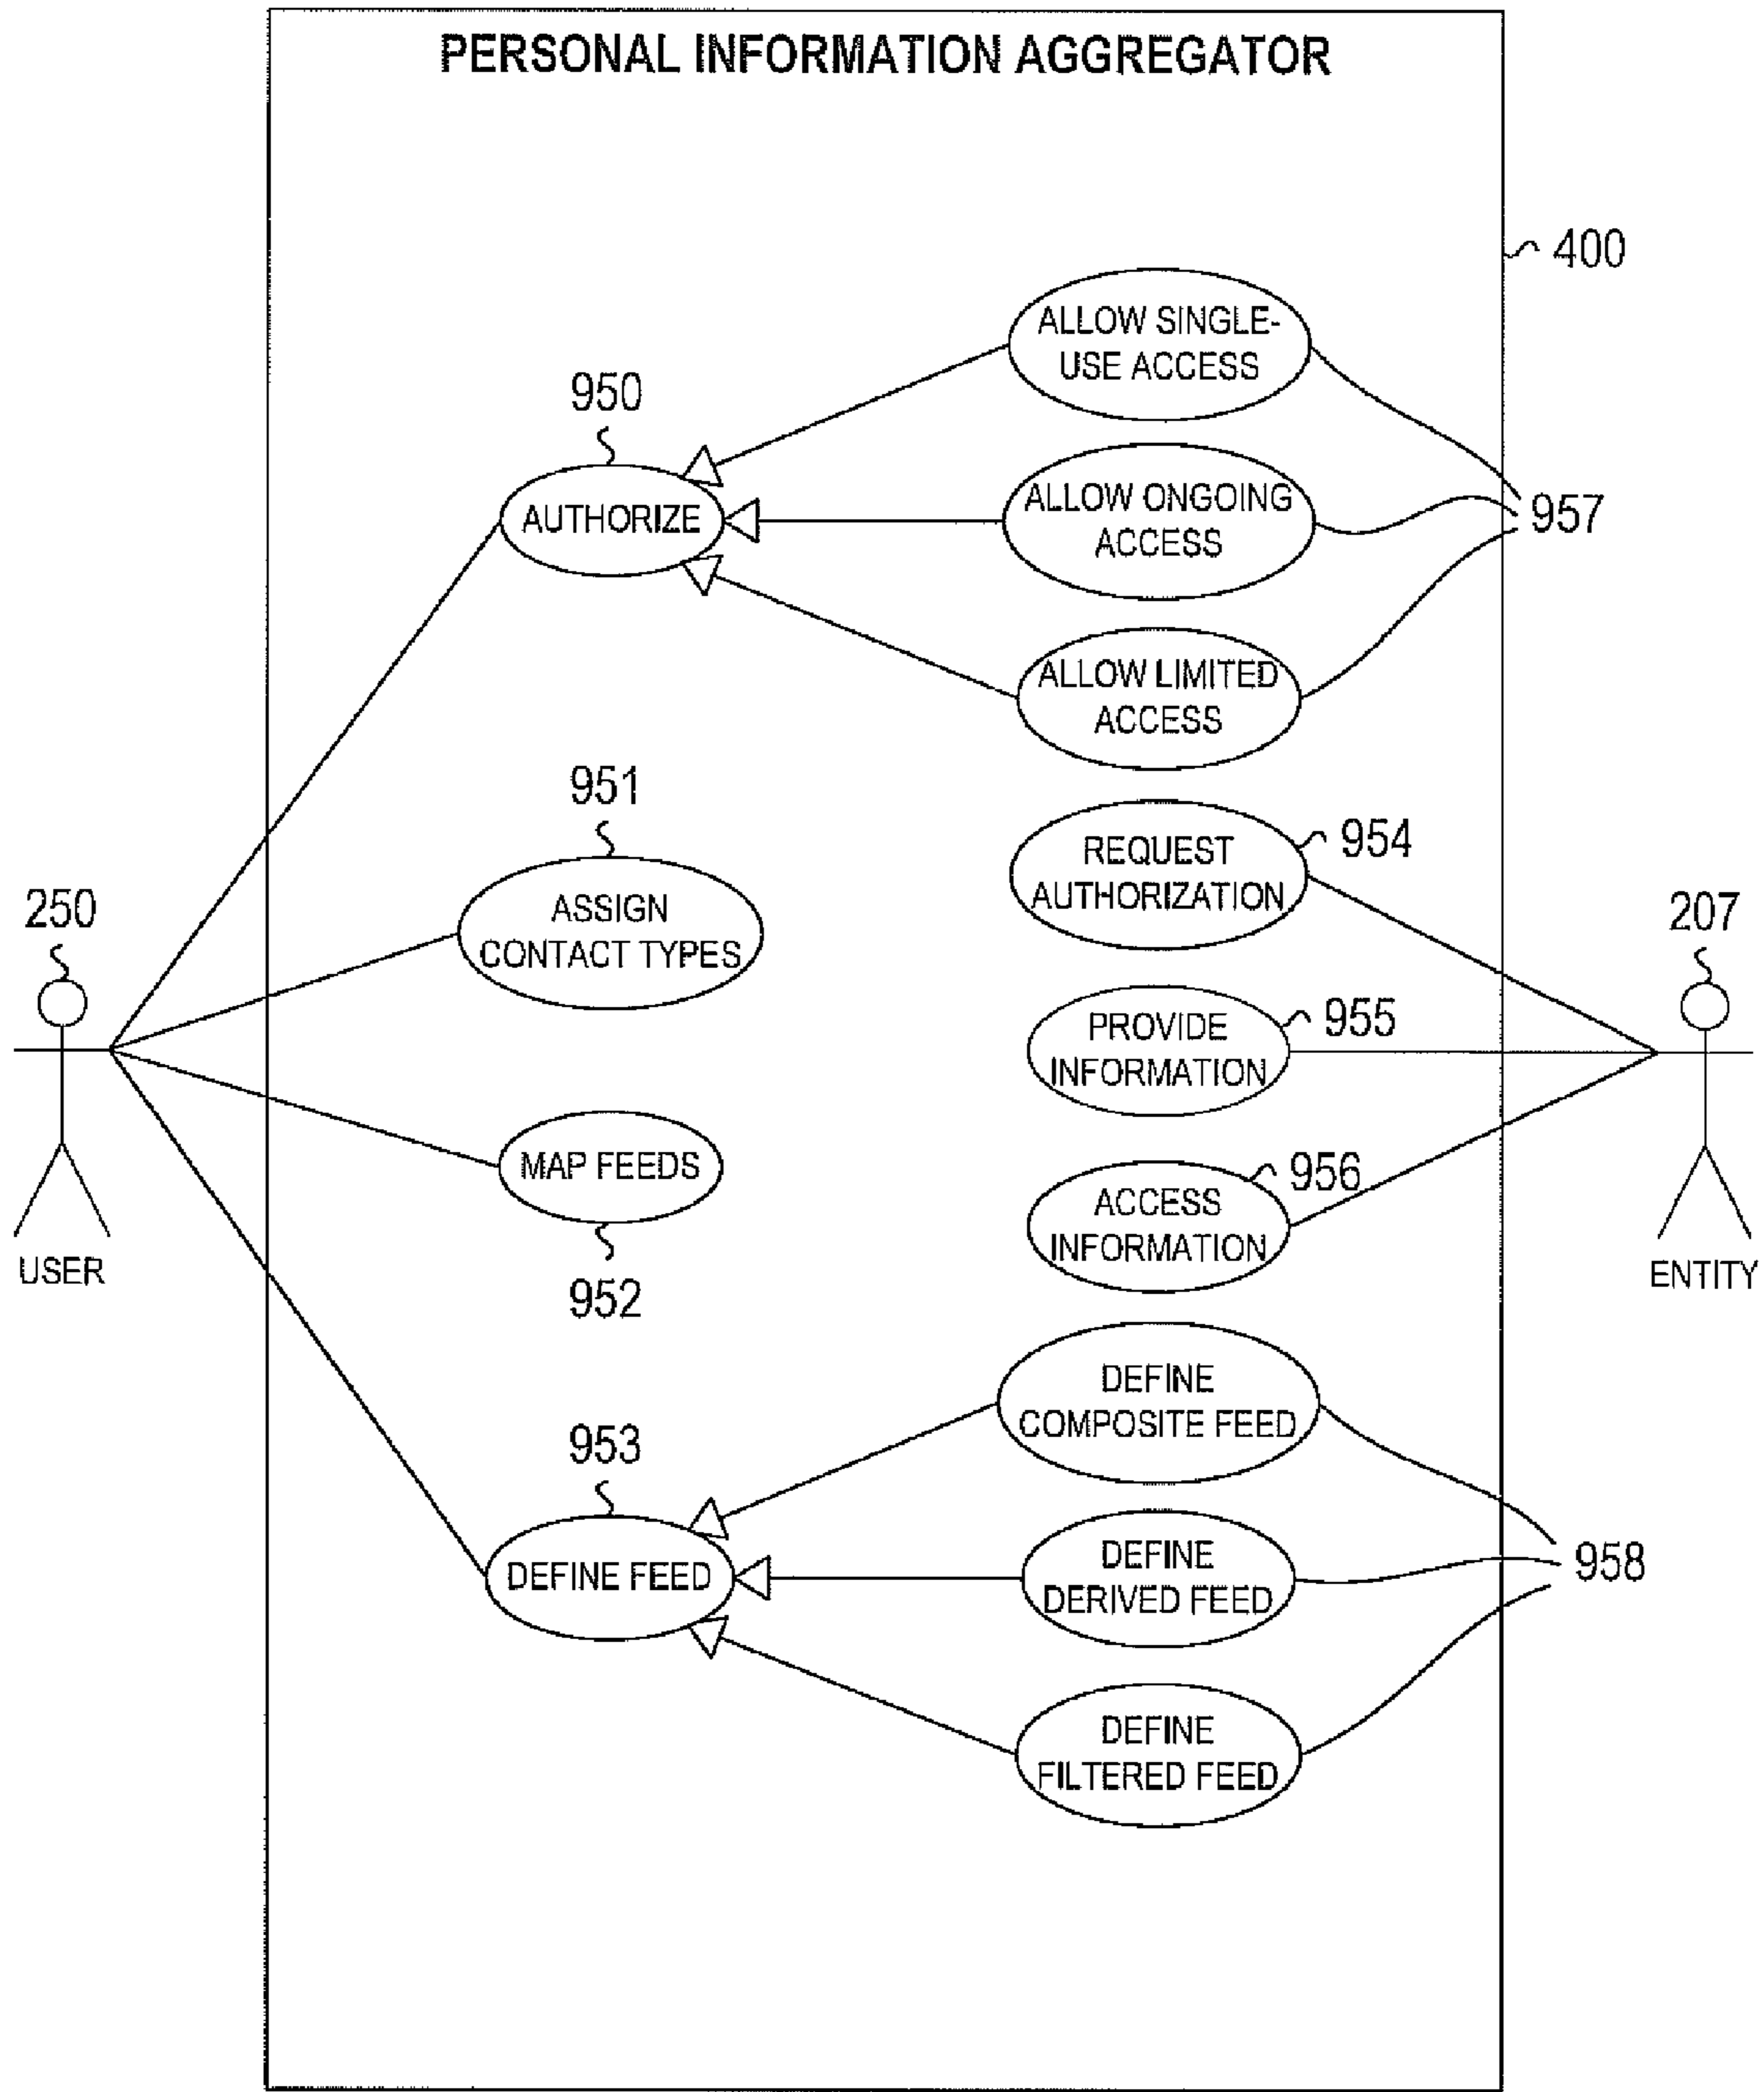 PERSONAL INFORMATION AGGREGATOR
400
ALLOW SINGLE-
USE ACCESS
950
AUTHORIZE
ALLOW ONGOING
ACCESS
957
ALLOW LIMITED
ACCESS
951
ASSIGN
CONTACT TYPES
REQUEST
AUTHORIZATION
954
250
USER
207
ENTITY
PROVIDE
INFORMATION
955
MAP FEEDS
952
ACCESS
INFORMATION
956
DEFINE
COMPOSITE FEED
953
DEFINE FEED
DEFINE
DERIVED FEED
958
DEFINE
FILTERED FEED